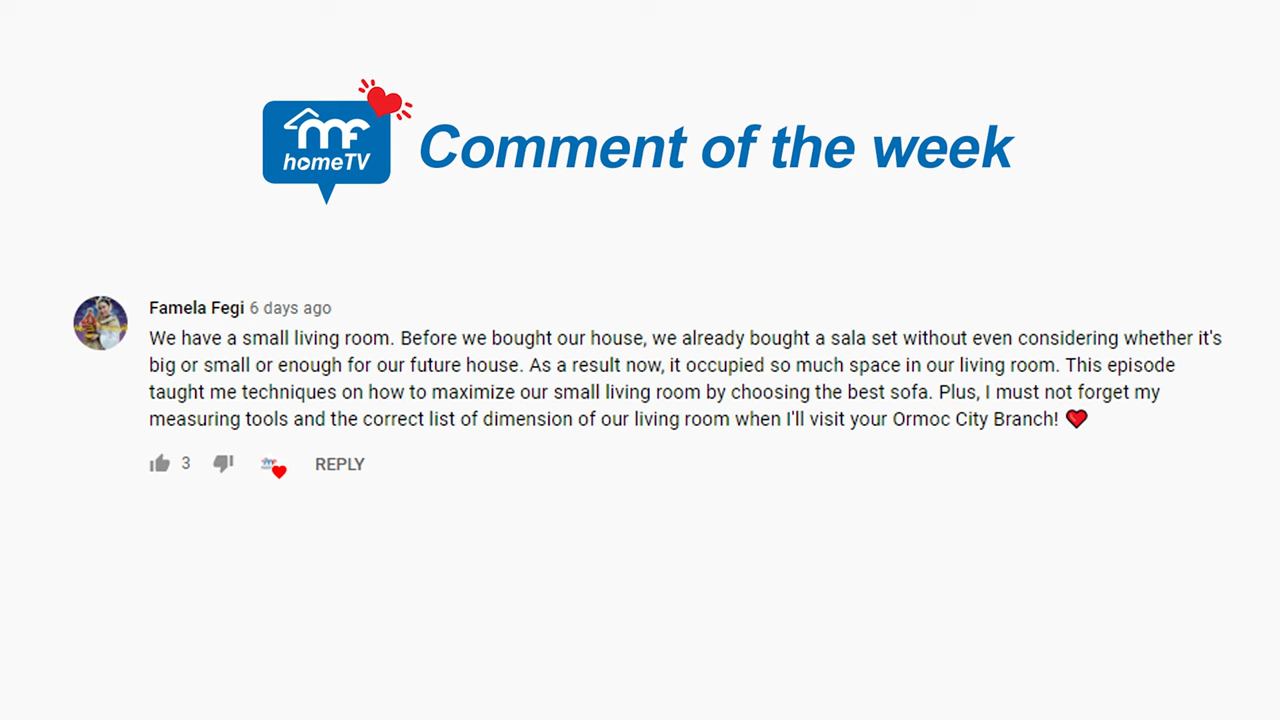 mf
homeTV
Comment of the week
Famela Fegi 6 days ago
We have a small living room. Before we bought our house, we already bought a sala set without even considering whether it's
big or small or enough for our future house. As a result now, it occupied so much space in our living room. This episode
taught me techniques on how to maximize our small living room by choosing the best sofa. Plus, I must not forget my
measuring tools and the correct list of dimension of our living room when I'll visit your Ormoc City Branch! ❤️
3 REPLY